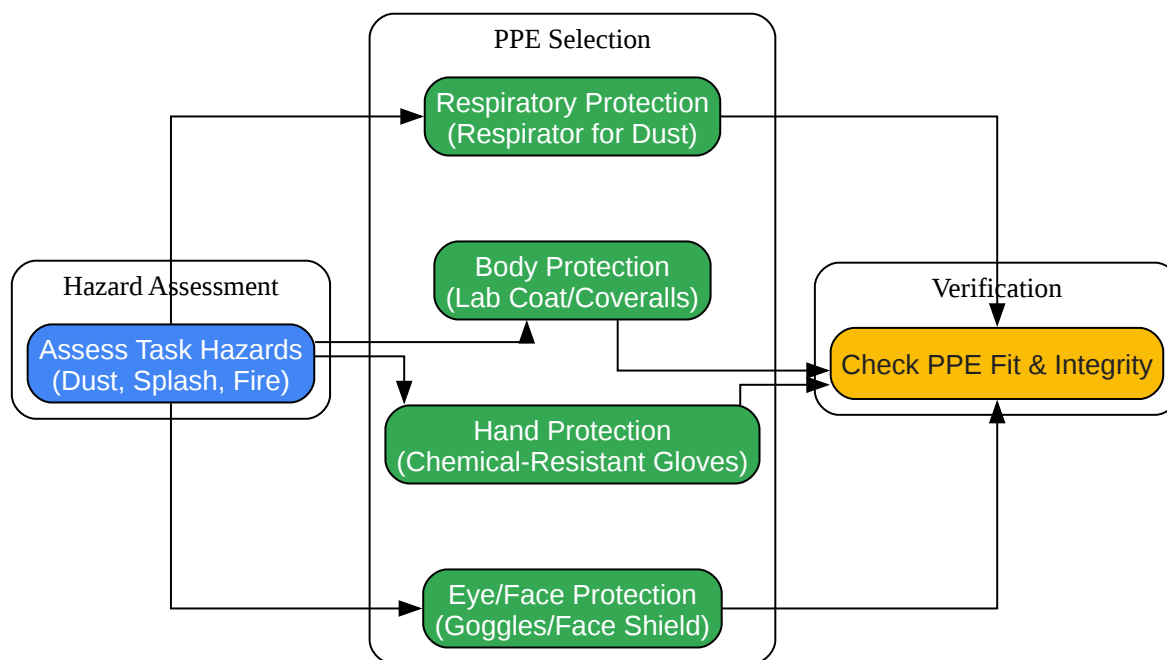 PPE Selection
Respiratory Protection
(Respirator for Dust)
Body Protection
(Lab Coat/Coveralls)
Hazard Assessment
Assess Task Hazards
(Dust, Splash, Fire)
Verification
Check PPE Fit & Integrity
Hand Protection
(Chemical-Resistant Gloves)
Eye/Face Protection
(Goggles/Face Shield)